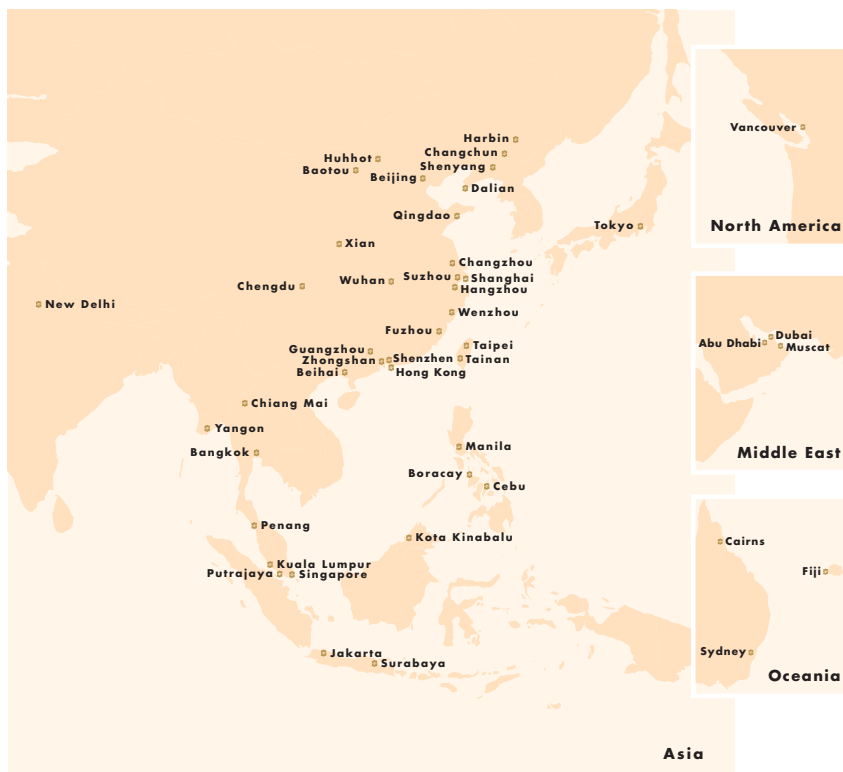 Harbin
Changchun
Huhhot
Shenyang
Baotou
Beijing
Dalian
Qingdao
Tokyo
Xian
Changzhou
Suzhou
Shanghai
Wuhan
Chengdu
Hangzhou
New Delhi
Wenzhou
Fuzhou
Taipei
Guangzhou
Zhongshan
Shenzhen
Tainan
Beihai
Hong Kong
Chiang Mai
Yangon
Manila
Bangkok
Boracay
Cebu
Penang
Kota Kinabalu
Kuala Lumpur
Putrajaya
Singapore
Jakarta
Surabaya
Asia
Vancouver
North America
Dubai
Abu Dhabi
Muscat
Middle East
Cairns
Fiji
Sydney
Oceania